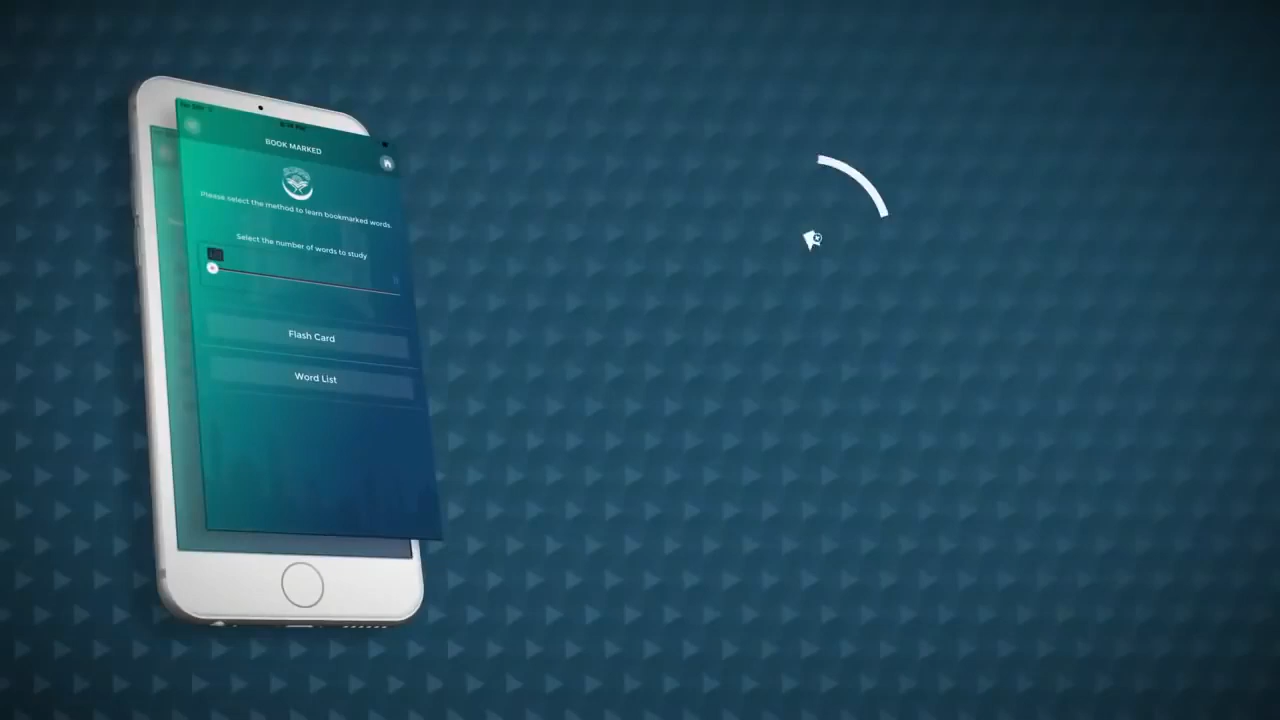 BOOK MARKED
Please select the method to learn bookmarked words.
Select the number of words to study
Flash Card
Word List